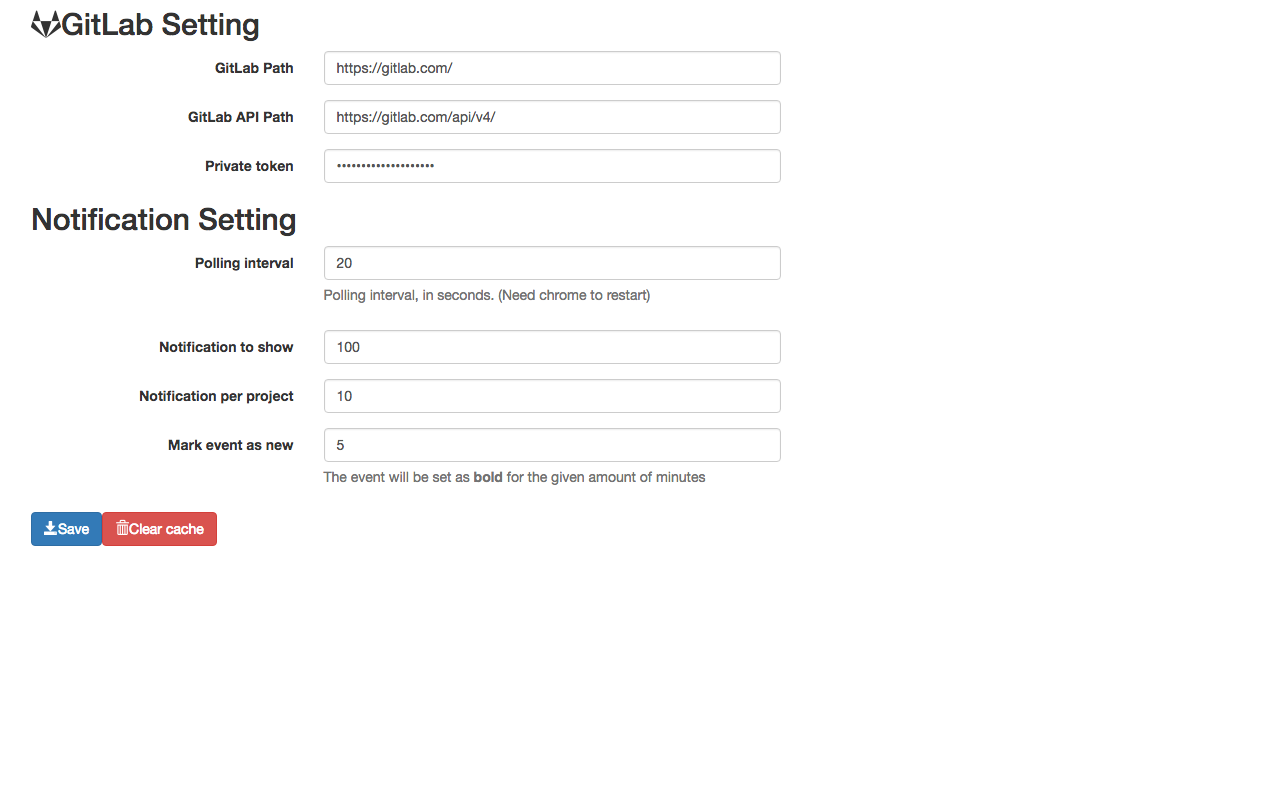 GitLab Setting
GitLab Path https://gitlab.com/
GitLab API Path https://gitlab.com/api/v4/
Private token ••••••••••••••••••••
Notification Setting
Polling interval 20
Polling interval, in seconds. (Need chrome to restart)
Notification to show 100
Notification per project 10
Mark event as new 5
The event will be set as bold for the given amount of minutes
Save Clear cache